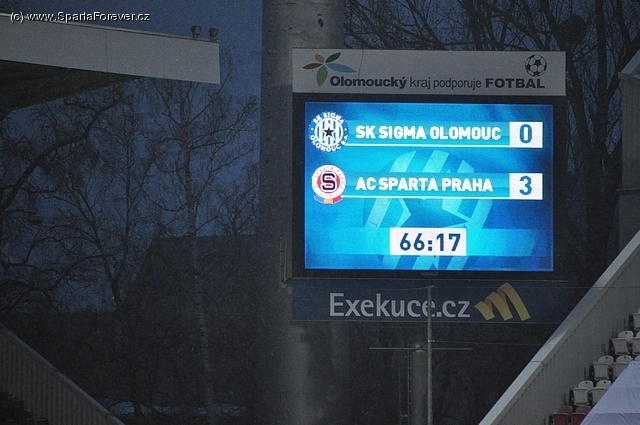 (c) www.SpartaForever.cz
Olomoucký kraj podporuje FOTBAL
SK SIGMA OLOMOUC 0
AC SPARTA PRAHA 3
66:17
Exekuce.cz